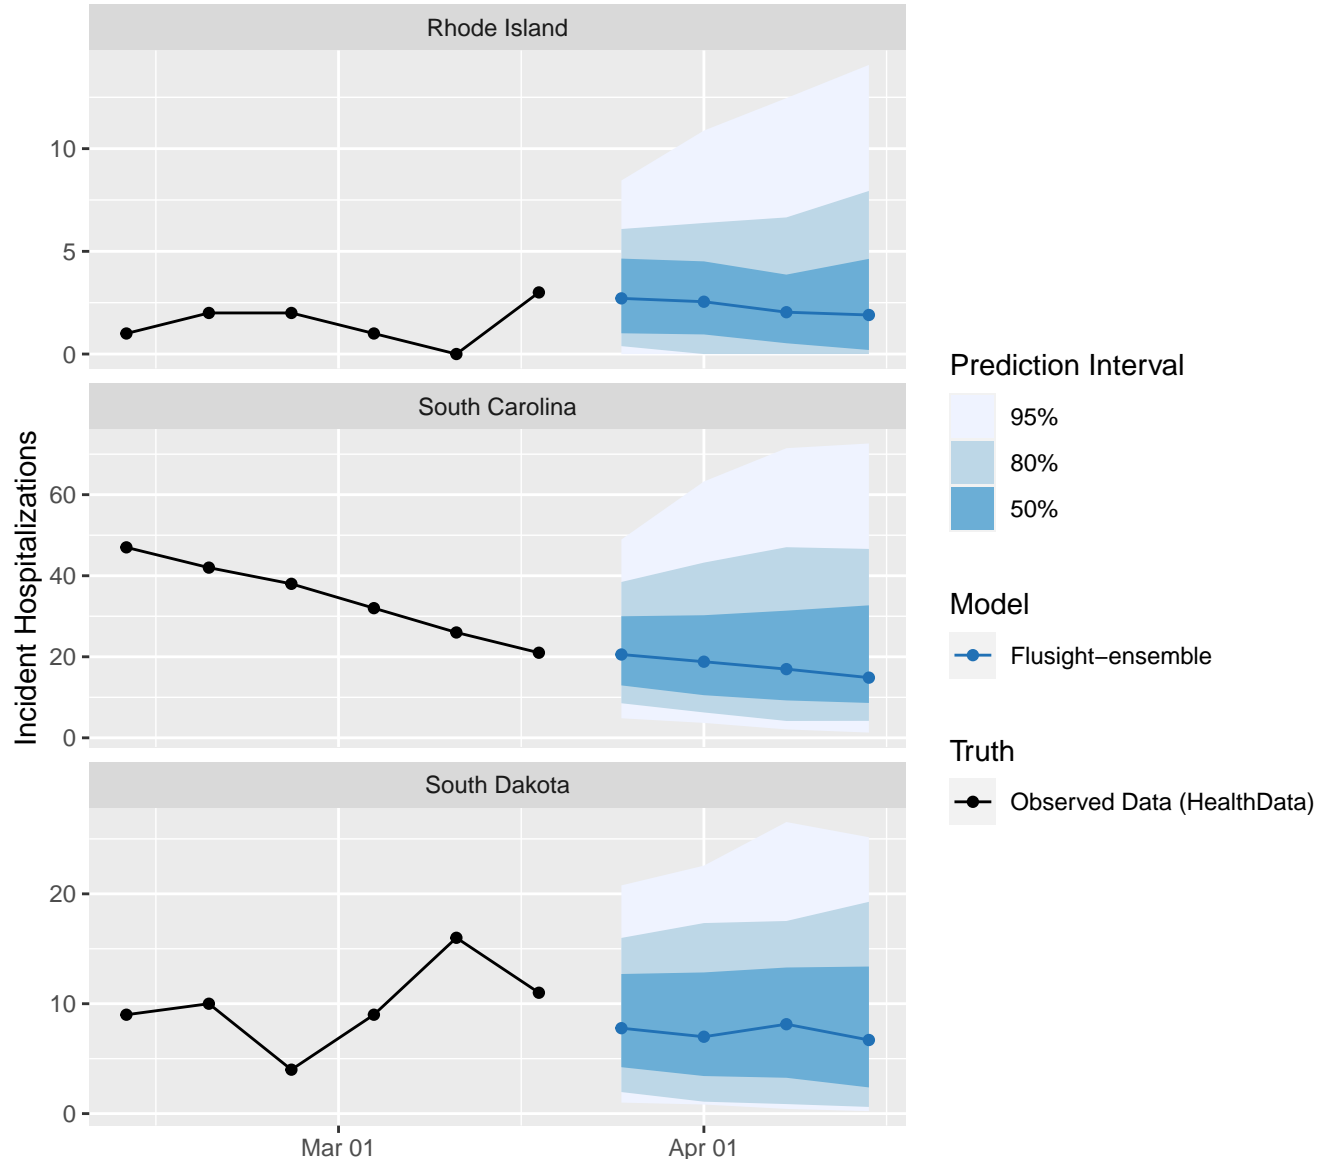 Rhode Island
10
5
0
South Carolina
60
40
20
0
South Dakota
20
10
0
Mar 01
Apr 01
Incident Hospitalizations
Prediction Interval
95%
80%
50%
Model
Flusight−ensemble
Truth
Observed Data (HealthData)